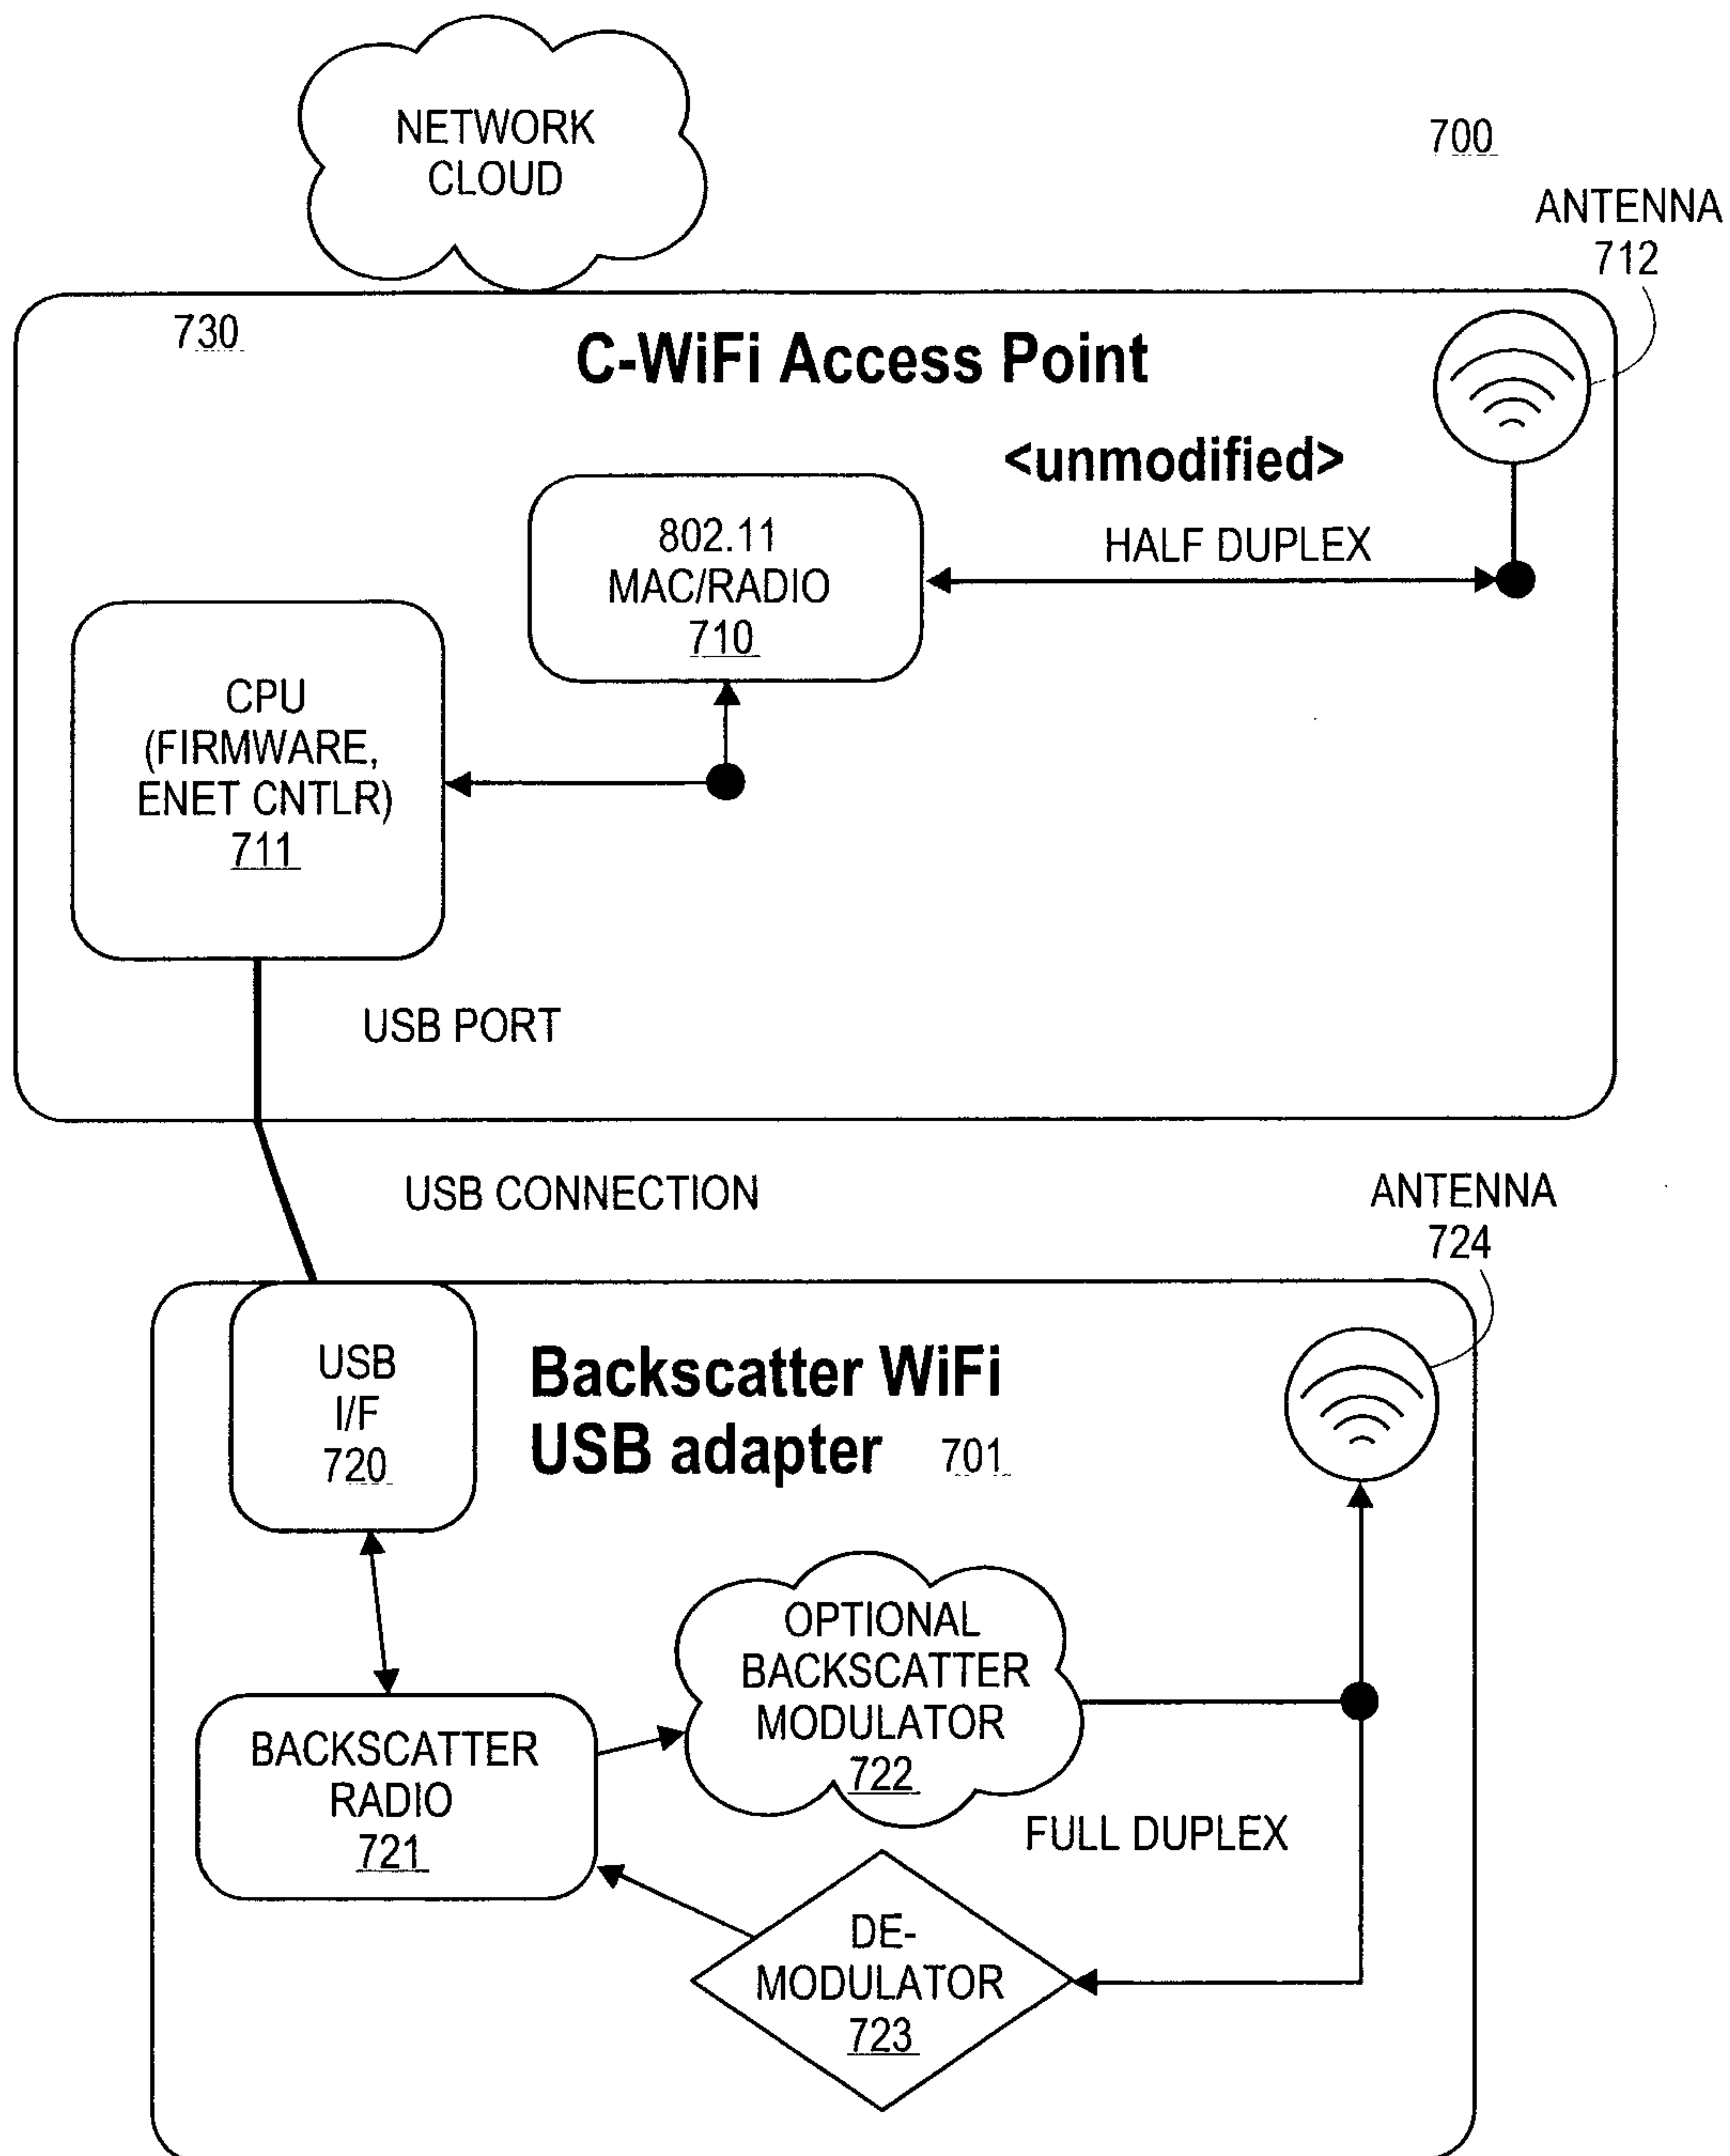 NETWORK
CLOUD
700
ANTENNA
712
730
C-WiFi Access Point
<unmodified>
802.11
MAC/RADIO
710
HALF DUPLEX
CPU
(FIRMWARE,
ENET CNTLR)
711
USB PORT
USB CONNECTION
ANTENNA
724
USB
I/F
720
Backscatter WiFi
USB adapter 701
OPTIONAL
BACKSCATTER
MODULATOR
722
BACKSCATTER
RADIO
721
FULL DUPLEX
DE-
MODULATOR
723